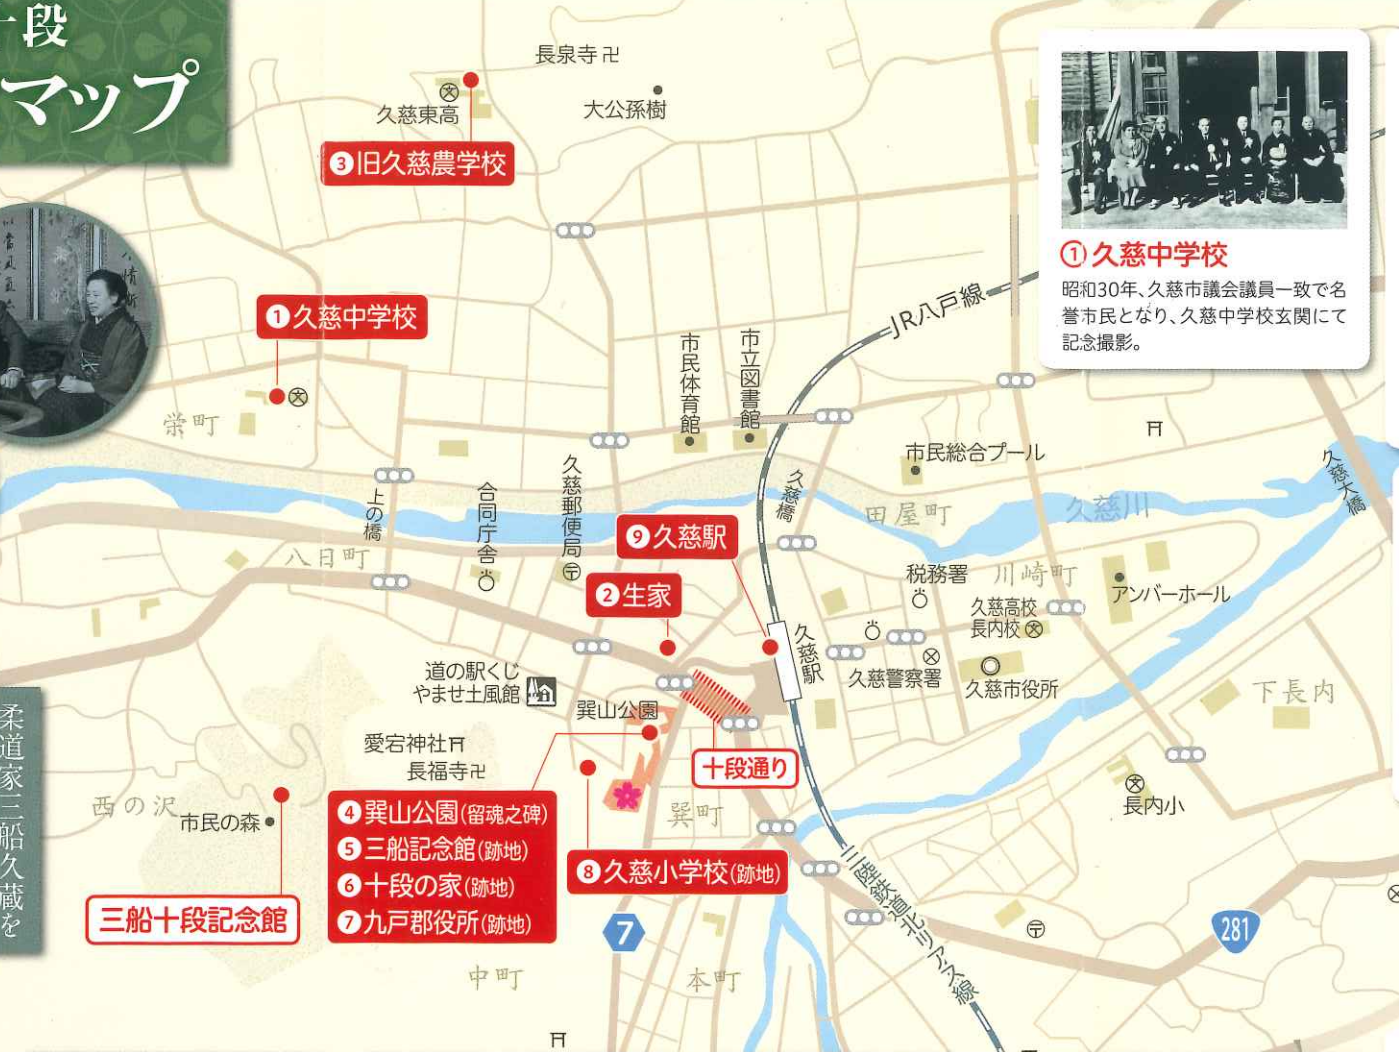 十段
マップ
長泉寺
久慈東高
大公孫樹
❸旧久慈農学校
❶久慈中学校
栄町
市民体育館
市立図書館
JR八戸線
①久慈中学校
昭和30年、久慈市議会議員一致で名
誉市民となり、久慈中学校玄関にて
記念撮影。
市民総合プール
久慈大橋
久慈橋
田屋町
久慈川
上の橋
合同庁舎
久慈郵便局
八日町
❾久慈駅
❷生家
税務署
川崎町
アンバーホール
久慈高校
長内校
久慈駅
久慈警察署
久慈市役所
下長内
道の駅くじ
やませ土風館
巽山公園
愛宕神社
長福寺
十段通り
長内小
西の沢
市民の森
巽町
❹巽山公園(留魂之碑)
❺三船記念館(跡地)
❻十段の家(跡地)
❼九戸郡役所(跡地)
❽久慈小学校(跡地)
三船十段記念館
柔道家三船久蔵を
三陸鉄道北リアス線
7
281
中町
本町